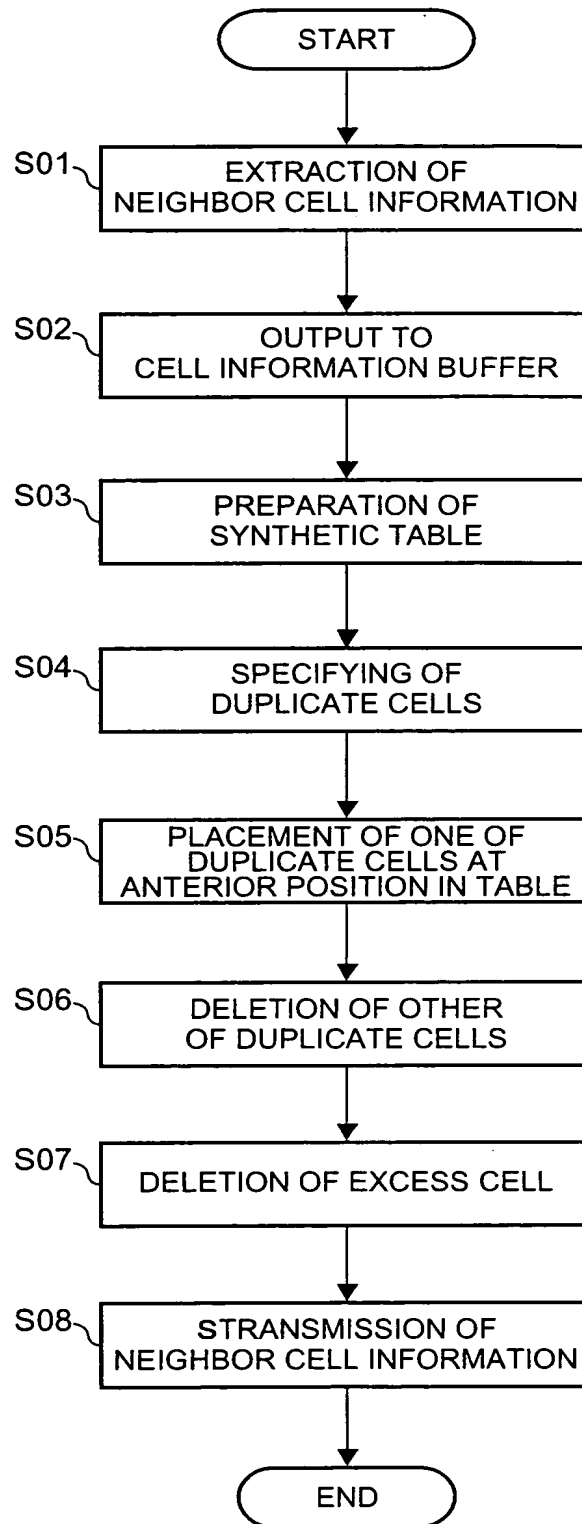 START
S01
EXTRACTION OF
NEIGHBOR CELL INFORMATION
S02
OUTPUT TO
CELL INFORMATION BUFFER
S03
PREPARATION OF
SYNTHETIC TABLE
S04
SPECIFYING OF
DUPLICATE CELLS
S05
PLACEMENT OF ONE OF
DUPLICATE CELLS AT
ANTERIOR POSITION IN TABLE
S06
DELETION OF OTHER
OF DUPLICATE CELLS
S07
DELETION OF EXCESS CELL
S08
STRANSMISSION OF
NEIGHBOR CELL INFORMATION
END